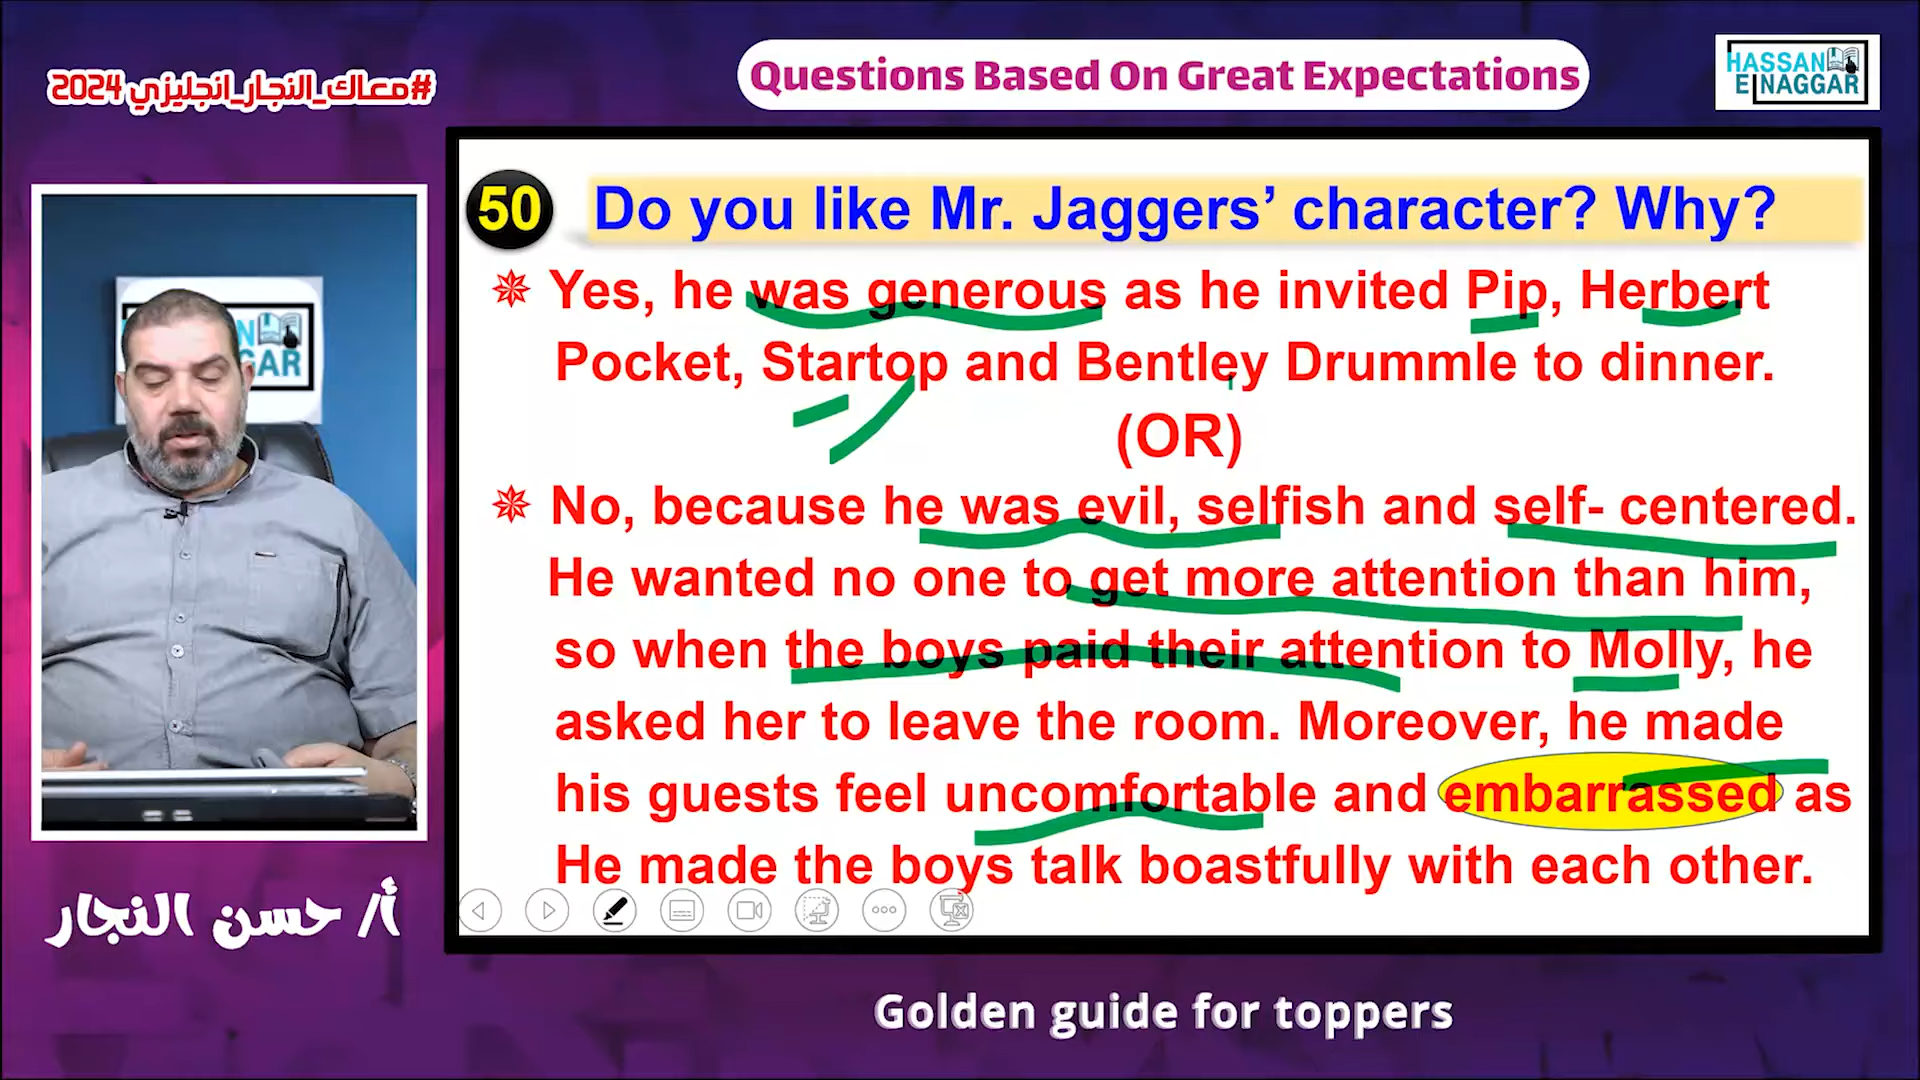 #معاك_النجار_انجليزي 2024
Questions Based On Great Expectations
HASSAN
ELNAGGAR
50 Do you like Mr. Jaggers’ character? Why?
Yes, he was generous as he invited Pip, Herbert
Pocket, Startop and Bentley Drummle to dinner.
(OR)
No, because he was evil, selfish and self- centered.
He wanted no one to get more attention than him,
so when the boys paid their attention to Molly, he
asked her to leave the room. Moreover, he made
his guests feel uncomfortable and embarrassed as
He made the boys talk boastfully with each other.
أ/ حسن النجار
Golden guide for toppers